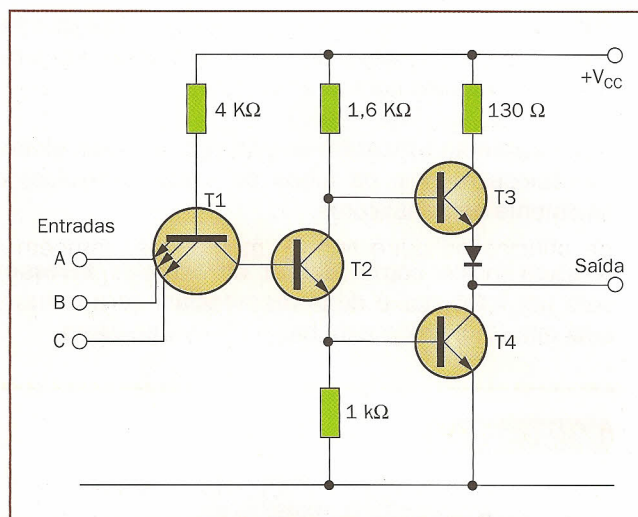 +VCC
4 KΩ
1,6 KΩ
130 Ω
T1
T3
Entradas
A
T2
Saída
B
C
T4
1 kΩ